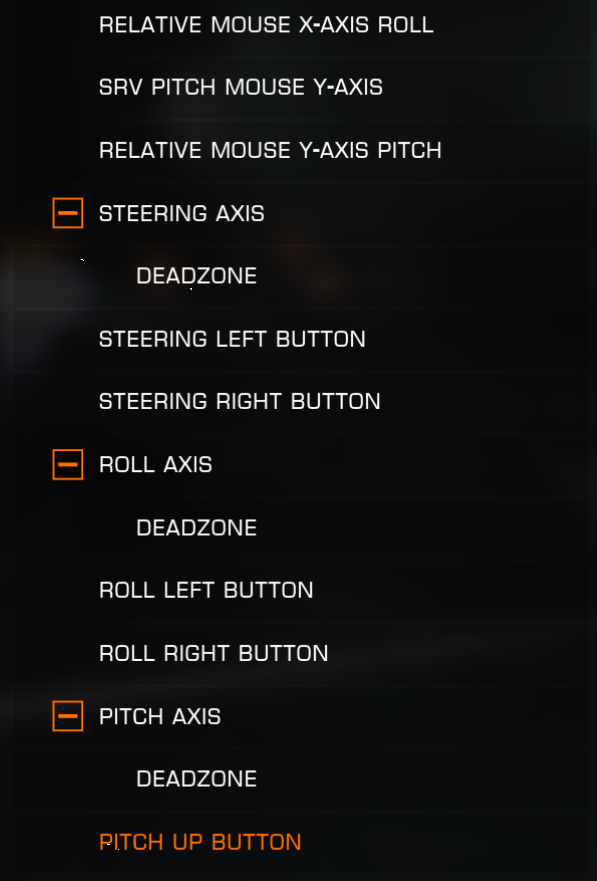 RELATIVE MOUSE X-AXIS ROLL
SRV PITCH MOUSE Y-AXIS
RELATIVE MOUSE Y-AXIS PITCH
STEERING AXIS
DEADZONE
STEERING LEFT BUTTON
STEERING RIGHT BUTTON
ROLL AXIS
DEADZONE
ROLL LEFT BUTTON
ROLL RIGHT BUTTON
PITCH AXIS
DEADZONE
PITCH UP BUTTON